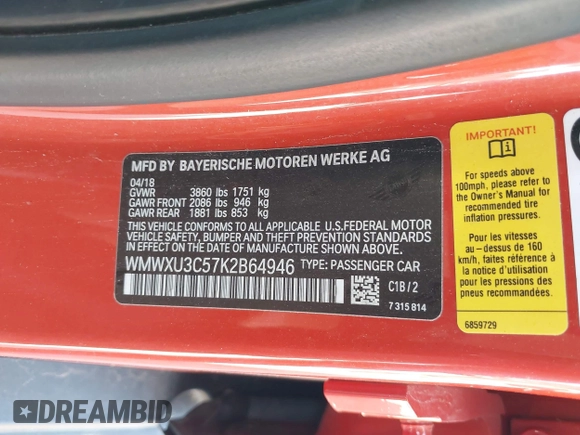 MFD BY BAYERISCHE MOTOREN WERKE AG
04/18
GVWR 3860 lbs 1751 kg
GAWR FRONT 2086 lbs 946 kg
GAWR REAR 1881 lbs 853 kg
THIS VEHICLE CONFORMS TO ALL APPLICABLE U.S.FEDERAL MOTOR
VEHICLE SAFETY, BUMPER AND THEFT PREVENTION STANDARDS
IN EFFECT ON THE DATE OF MANUFACTURE SHOWN ABOVE:
WMWXU3C57K2B64946 TYPE: PASSENGER CAR
C18/2
7 315 814
IMPORTANT!
For speeds above
100mph, please refer to
the Owner's Manual for
recommended tire
inflation pressures.
Pour les vitesses
au - dessus de 160
km/h, faites référence à
la notice d'utilisation
pour les pressions de
pneu recommandées.
6859729
DREAMBID